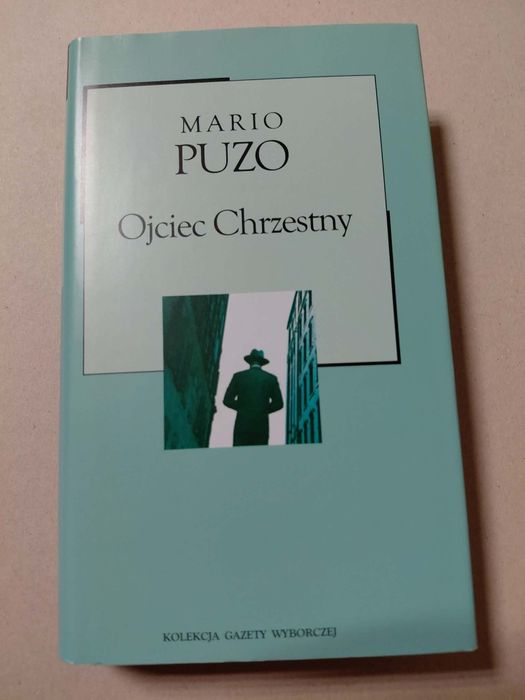 MARIO
PUZO
Ojciec Chrzestny
KOLEKCJA GAZETY WYBORCZEJ